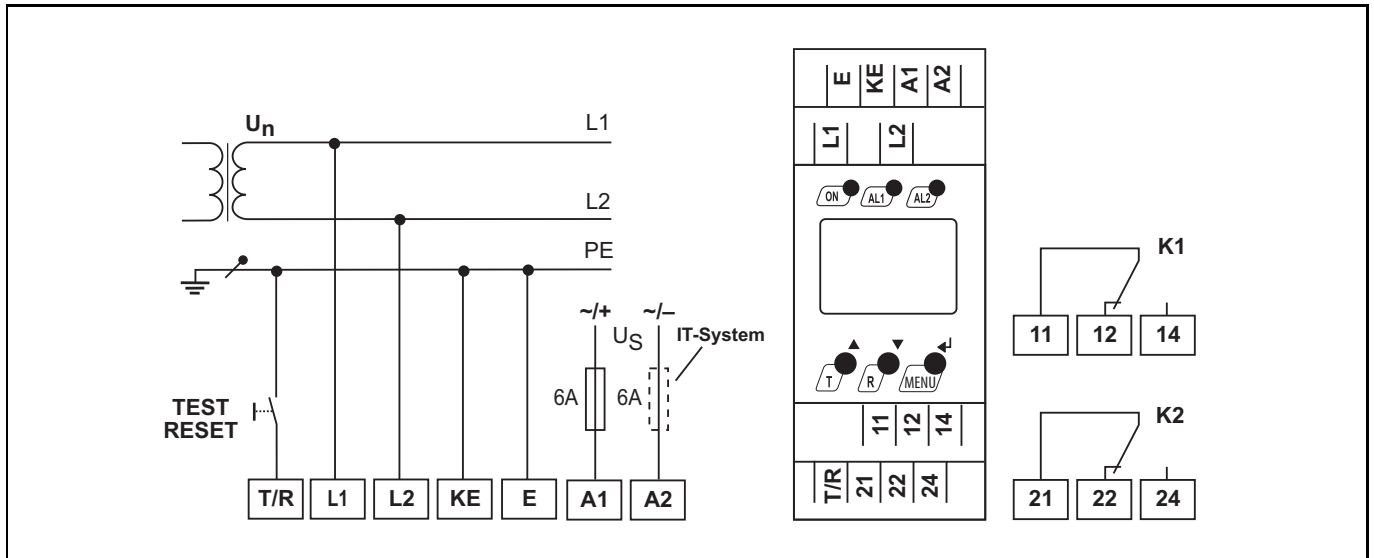 Un
L1
L2
PE
~/+ ~/–
US
IT-System
6A 6A
TEST
RESET
T/R L1 L2 KE E A1 A2
E KE A1 A2
L1 L2
ON AL1 AL2
▲ ▼ ↵
T R MENU
11 12 14
T/R 21 22 24
K1
11 12 14
K2
21 22 24